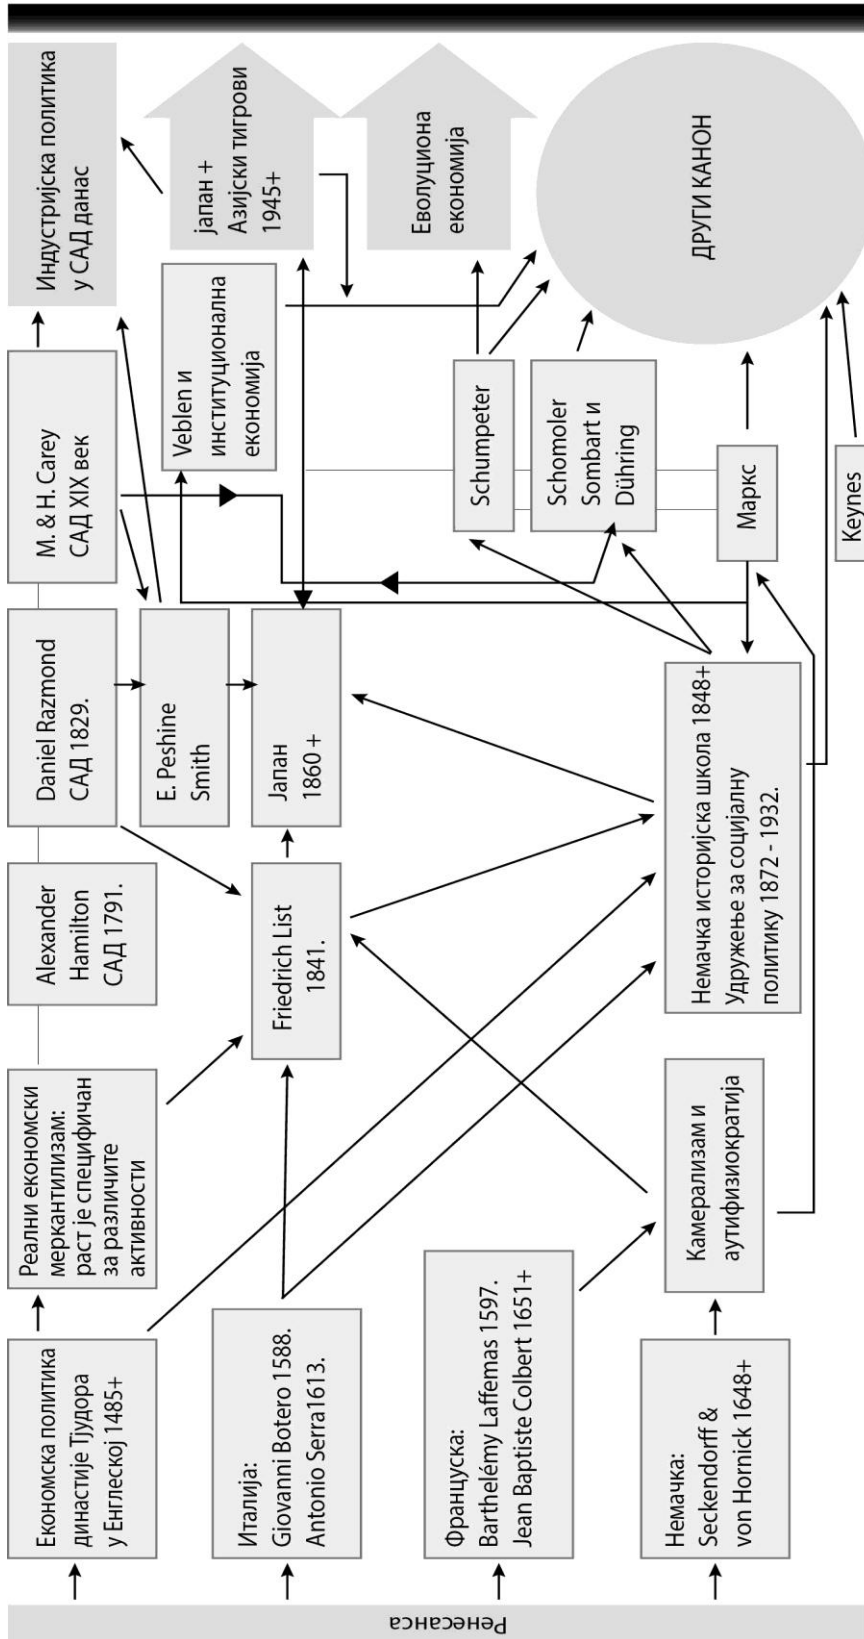 Ренесанса
Економска политика
династије Тјудора
у Енглеској 1485+
Италија:
Giovanni Botero 1588.
Antonio Serra1613.
Француска:
Barthelémy Laffemas 1597.
Jean Baptiste Colbert 1651+
Немачка:
Seckendorff &
von Hornick 1648+
Реални економски
меркантилизам:
раст је специфичан
за различите
активности
Камерализам и
аутифизиократија
Alexander
Hamilton
САД 1791.
Friedrich List
1841.
Немачка историјска школа 1848+
Удружење за социјалну
политику 1872 - 1932.
Daniel Razmond
САД 1829.
E. Peshine
Smith
Јапан
1860 +
M. & H. Carey
САД XIX век
Veblen и
институционална
економија
Schumpeter
Schomoler
Sombart и
Dühring
Маркс
Keynes
Индустријска политика
у САД данас
јапан +
Азијски тигрови
1945+
Еволуциона
економија
ДРУГИ КАНОН